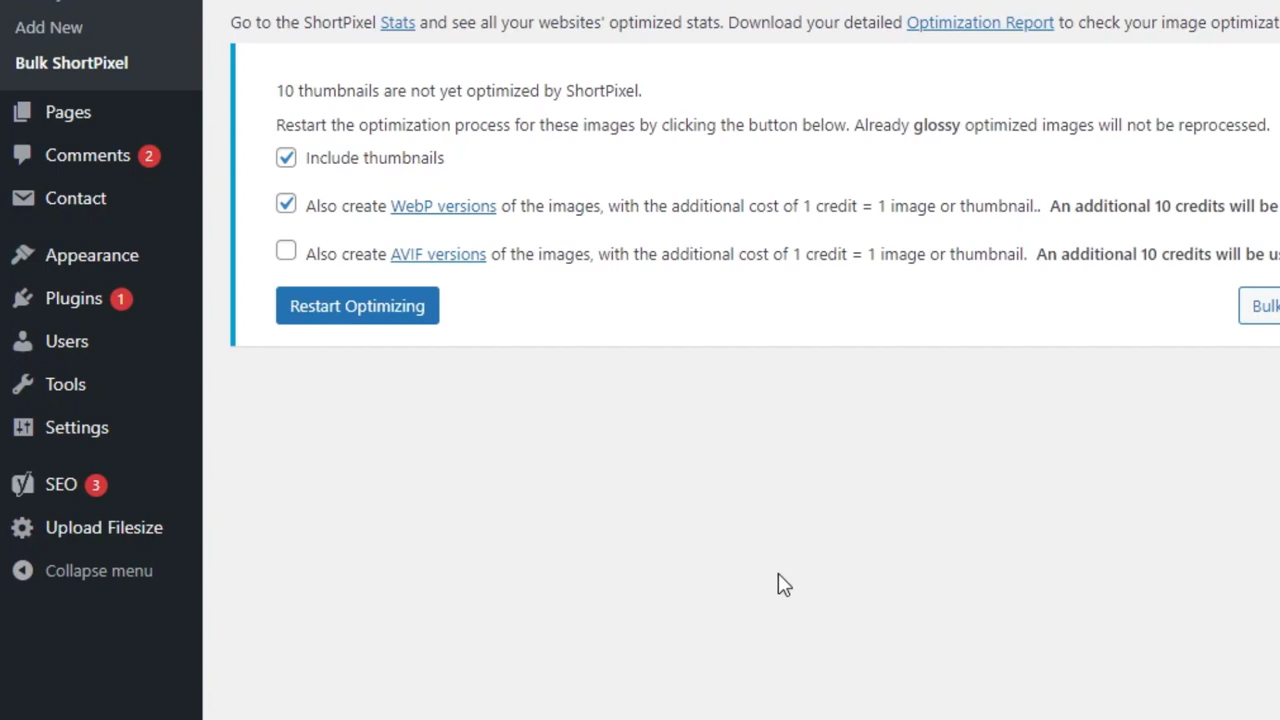 Add New
Bulk ShortPixel
Pages
Comments 2
Contact
Appearance
Plugins 1
Users
Tools
Settings
SEO 3
Upload Filesize
Collapse menu
Go to the ShortPixel Stats and see all your websites' optimized stats. Download your detailed Optimization Report to check your image optimizat
10 thumbnails are not yet optimized by ShortPixel.
Restart the optimization process for these images by clicking the button below. Already glossy optimized images will not be reprocessed.
Include thumbnails
Also create WebP versions of the images, with the additional cost of 1 credit = 1 image or thumbnail.. An additional 10 credits will be
Also create AVIF versions of the images, with the additional cost of 1 credit = 1 image or thumbnail. An additional 10 credits will be u
Restart Optimizing
Bulk